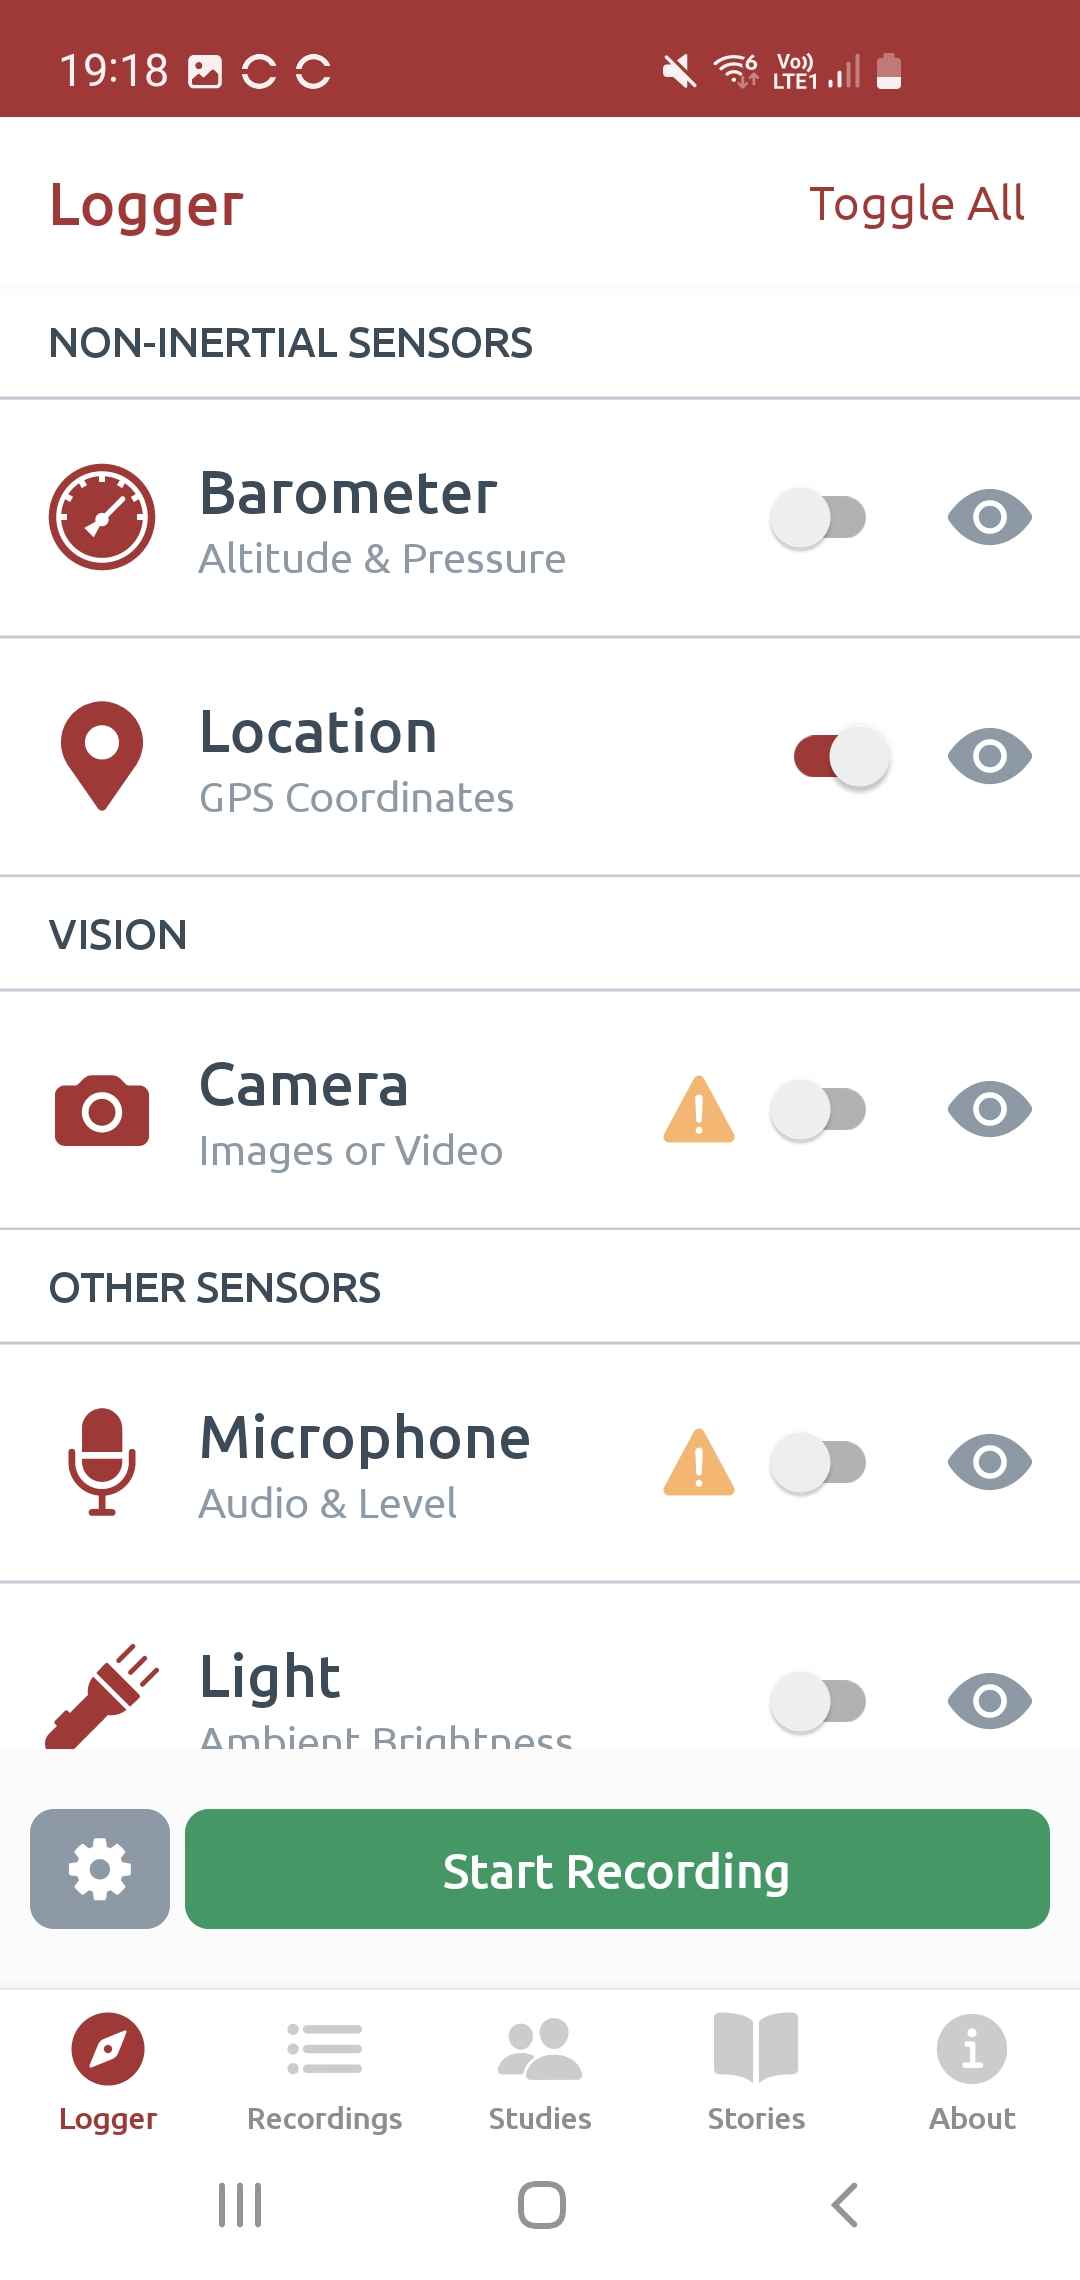 19:18
6 Vo)) LTE1
Logger
Toggle All
NON-INERTIAL SENSORS
Barometer
Altitude & Pressure
Location
GPS Coordinates
VISION
Camera
Images or Video
OTHER SENSORS
Microphone
Audio & Level
Light
Ambient Brightness
Start Recording
Logger
Recordings
Studies
Stories
About